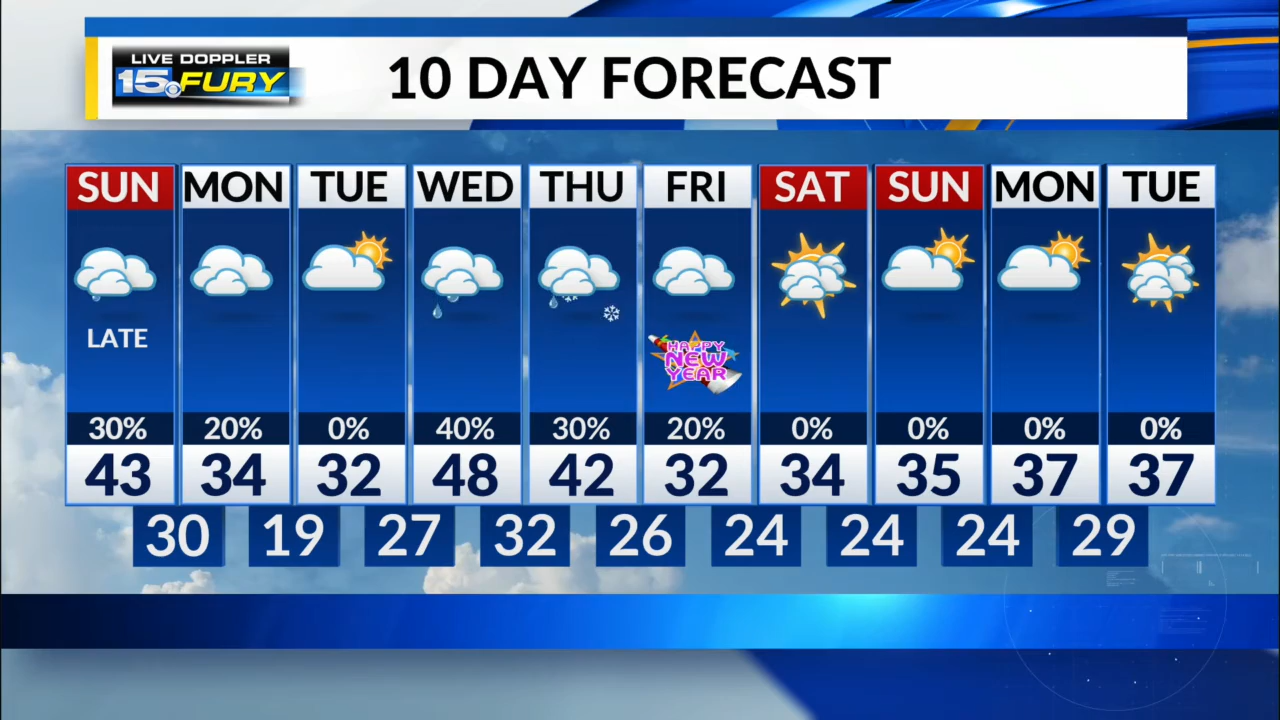 LIVE DOPPLER
15 FURY
10 DAY FORECAST
SUN MON TUE WED THU FRI SAT SUN MON TUE
LATE
HAPPY
NEW
YEAR
30% 20% 0% 40% 30% 20% 0% 0% 0% 0%
43 34 32 48 42 32 34 35 37 37
30 19 27 32 26 24 24 24 29